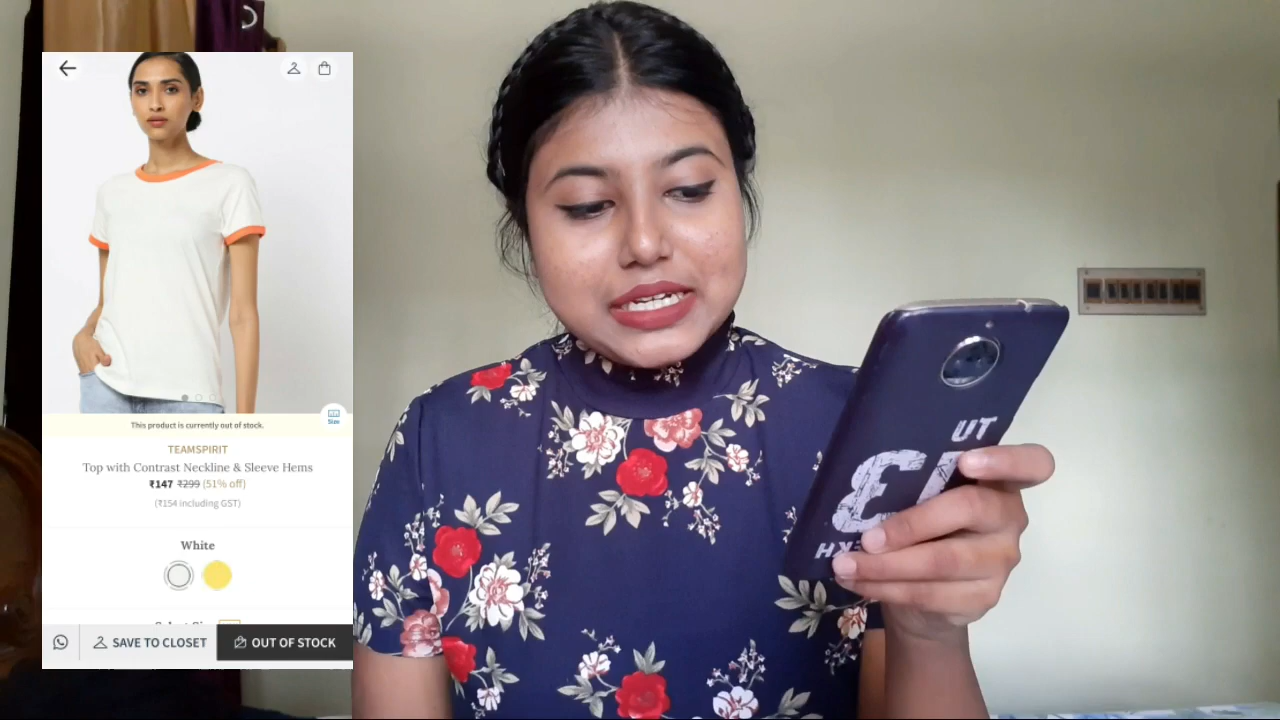 This product is currently out of stock.
Size
TEAMSPIRIT
Top with Contrast Neckline & Sleeve Hems
₹147 ₹299 (51% off)
(₹154 including GST)
White
SAVE TO CLOSET
OUT OF STOCK
UT